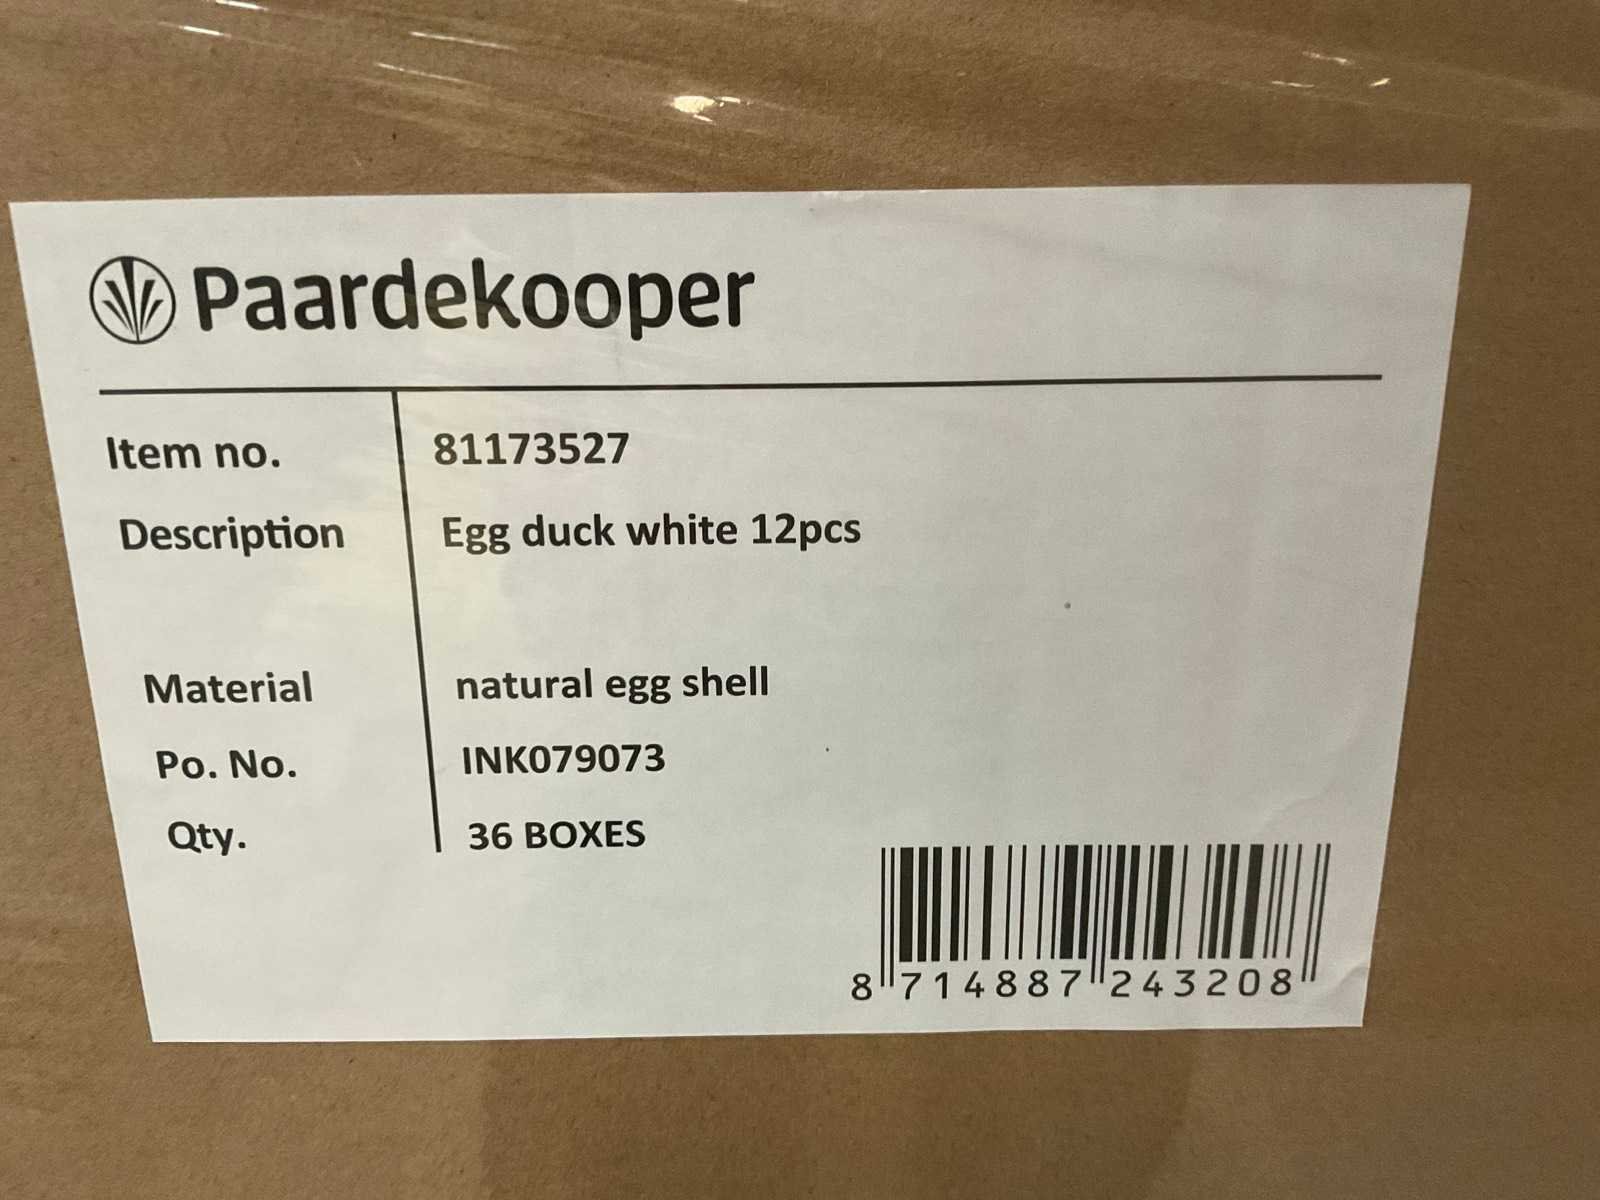 Paardekooper
Item no. 81173527
Description Egg duck white 12pcs
Material natural egg shell
Po. No. INK079073
Qty. 36 BOXES
8 714887 243208